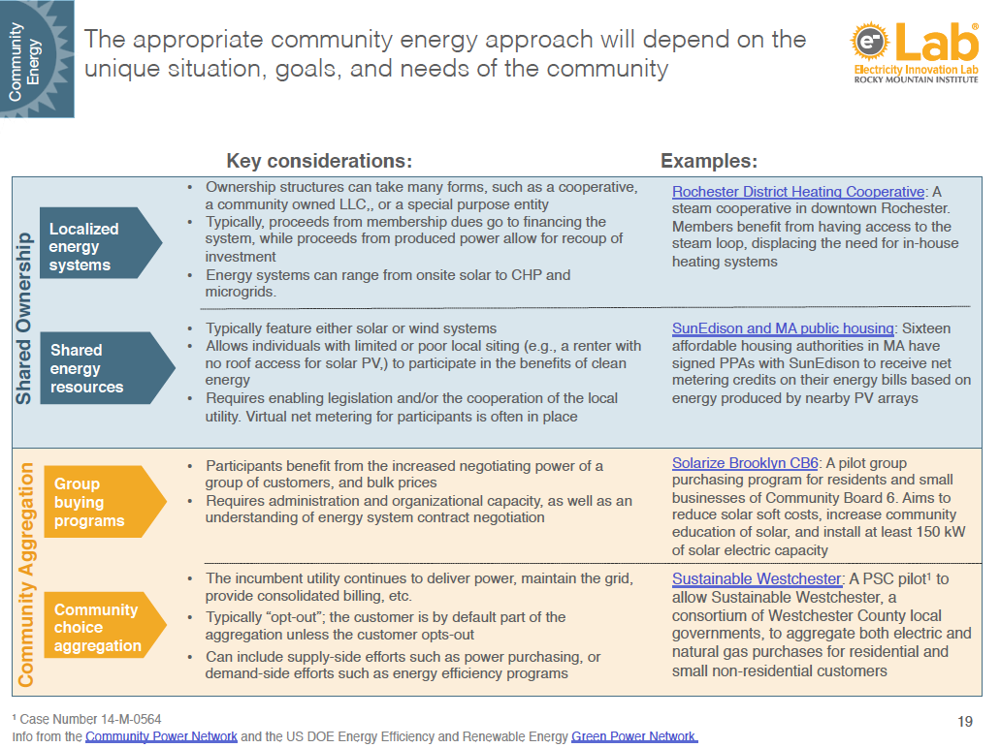 Community
Energy
The appropriate community energy approach will depend on the
unique situation, goals, and needs of the community
e- Lab®
Electricity Innovation Lab
ROCKY MOUNTAIN INSTITUTE
Key considerations:
Examples:
Shared Ownership
Localized
energy
systems
• Ownership structures can take many forms, such as a cooperative,
a community owned LLC,, or a special purpose entity
• Typically, proceeds from membership dues go to financing the
system, while proceeds from produced power allow for recoup of
investment
• Energy systems can range from onsite solar to CHP and
microgrids.
Rochester District Heating Cooperative: A
steam cooperative in downtown Rochester.
Members benefit from having access to the
steam loop, displacing the need for in-house
heating systems
Shared
energy
resources
• Typically feature either solar or wind systems
• Allows individuals with limited or poor local siting (e.g., a renter with
no roof access for solar PV,) to participate in the benefits of clean
energy
• Requires enabling legislation and/or the cooperation of the local
utility. Virtual net metering for participants is often in place
SunEdison and MA public housing: Sixteen
affordable housing authorities in MA have
signed PPAs with SunEdison to receive net
metering credits on their energy bills based on
energy produced by nearby PV arrays
Community Aggregation
Group
buying
programs
• Participants benefit from the increased negotiating power of a
group of customers, and bulk prices
• Requires administration and organizational capacity, as well as an
understanding of energy system contract negotiation
Solarize Brooklyn CB6: A pilot group
purchasing program for residents and small
businesses of Community Board 6. Aims to
reduce solar soft costs, increase community
education of solar, and install at least 150 kW
of solar electric capacity
Community
choice
aggregation
• The incumbent utility continues to deliver power, maintain the grid,
provide consolidated billing, etc.
• Typically “opt-out”; the customer is by default part of the
aggregation unless the customer opts-out
• Can include supply-side efforts such as power purchasing, or
demand-side efforts such as energy efficiency programs
Sustainable Westchester: A PSC pilot¹ to
allow Sustainable Westchester, a
consortium of Westchester County local
governments, to aggregate both electric and
natural gas purchases for residential and
small non-residential customers
¹ Case Number 14-M-0564
Info from the Community Power Network and the US DOE Energy Efficiency and Renewable Energy Green Power Network
19